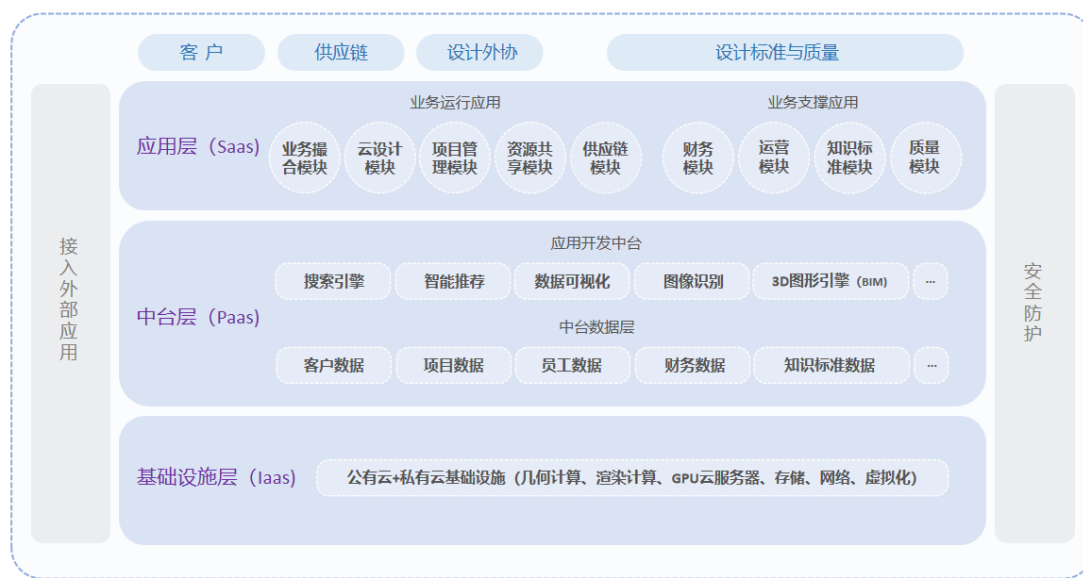 客 户
供应链
设计外协
设计标准与质量
接入外部应用
安全防护
应用层（Saas)
业务运行应用
业务撮
合模块
云设计
模块
项目管
理模块
资源共
享模块
供应链
模块
业务支撑应用
财务
模块
运营
模块
知识标
准模块
质量
模块
中台层（Paas)
应用开发中台
搜索引擎
智能推荐
数据可视化
图像识别
3D图形引擎（BIM）
...
中台数据层
客户数据
项目数据
员工数据
财务数据
知识标准数据
...
基础设施层（Iaas)
公有云+私有云基础设施（几何计算、渲染计算、GPU云服务器、存储、网络、虚拟化）